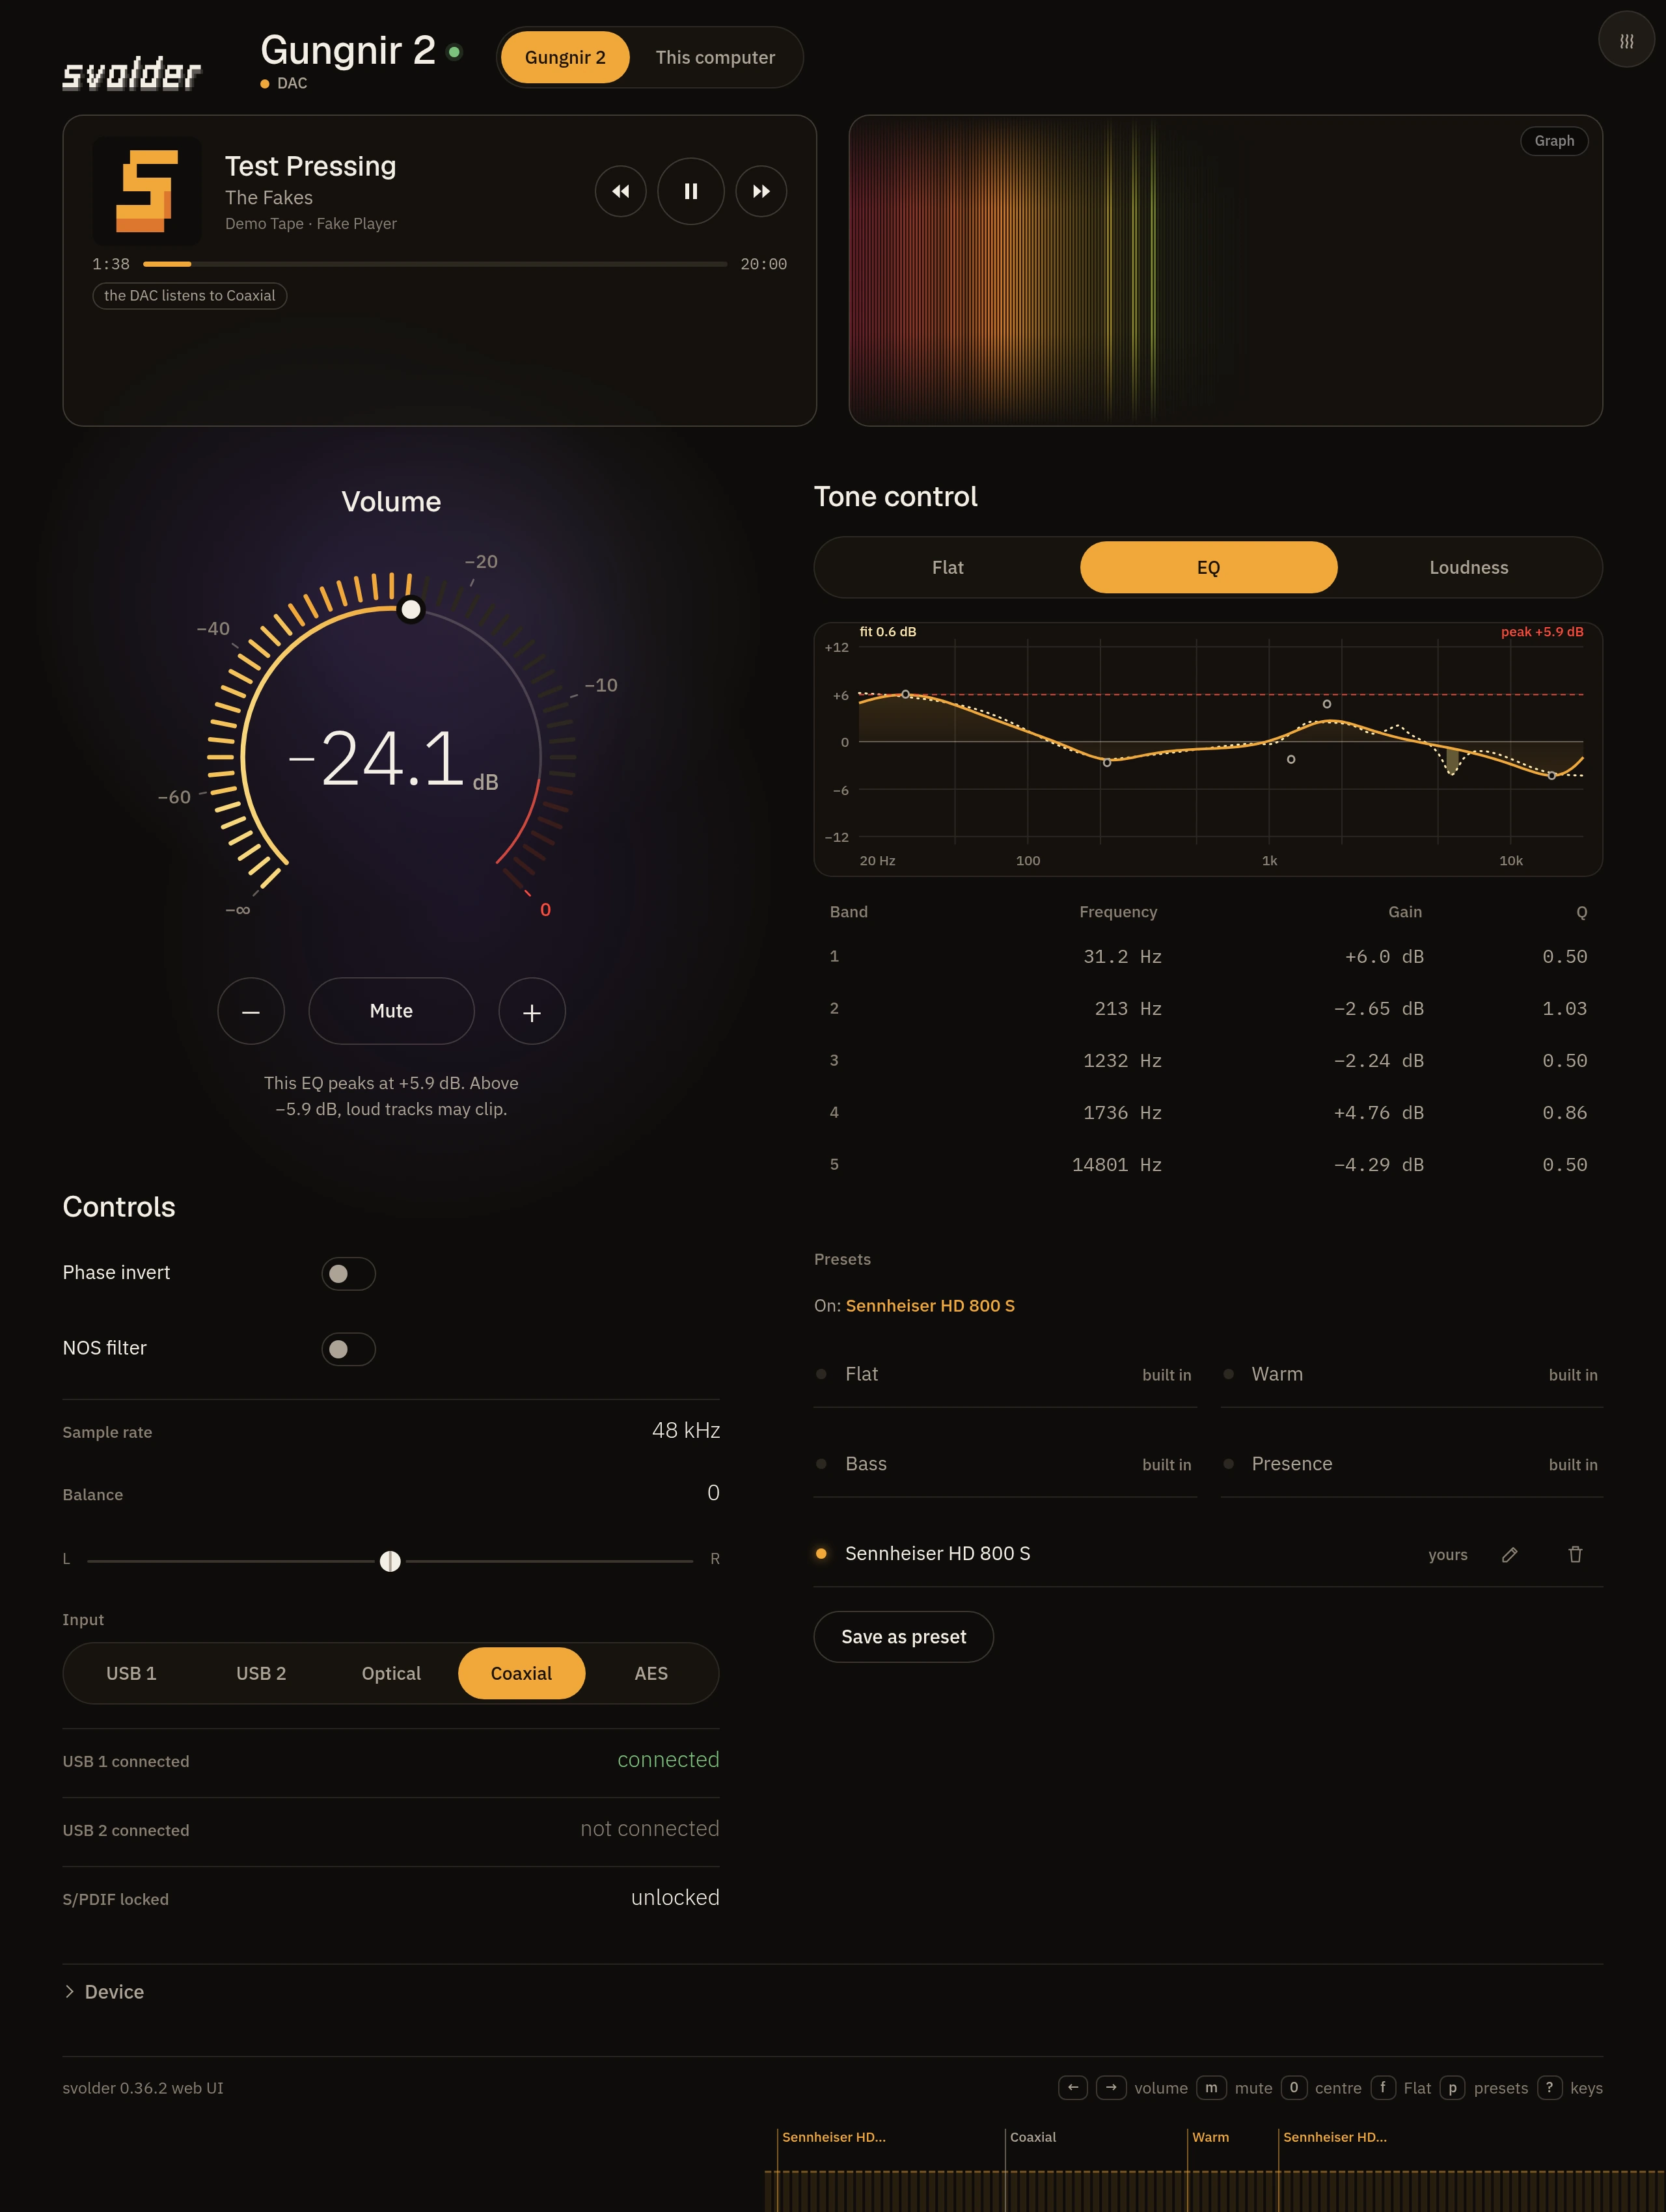 svolder
Gungnir 2
DAC
Gungnir 2
This computer
Test Pressing
The Fakes
Demo Tape · Fake Player
1:38
20:00
the DAC listens to Coaxial
Graph
Volume
−20
−40
−10
−24.1 dB
−60
−∞
0
Mute
This EQ peaks at +5.9 dB. Above
−5.9 dB, loud tracks may clip.
Tone control
Flat
EQ
Loudness
fit 0.6 dB
peak +5.9 dB
+12
+6
0
−6
−12
20 Hz
100
1k
10k
Band Frequency Gain Q
1 31.2 Hz +6.0 dB 0.50
2 213 Hz −2.65 dB 1.03
3 1232 Hz −2.24 dB 0.50
4 1736 Hz +4.76 dB 0.86
5 14801 Hz −4.29 dB 0.50
Controls
Phase invert
NOS filter
Sample rate 48 kHz
Balance 0
L R
Input
USB 1
USB 2
Optical
Coaxial
AES
USB 1 connected connected
USB 2 connected not connected
S/PDIF locked unlocked
Presets
On: Sennheiser HD 800 S
Flat built in
Warm built in
Bass built in
Presence built in
Sennheiser HD 800 S yours
Save as preset
Device
svolder 0.36.2 web UI
← → volume m mute 0 centre f Flat p presets ? keys
Sennheiser HD…
Coaxial
Warm
Sennheiser HD…